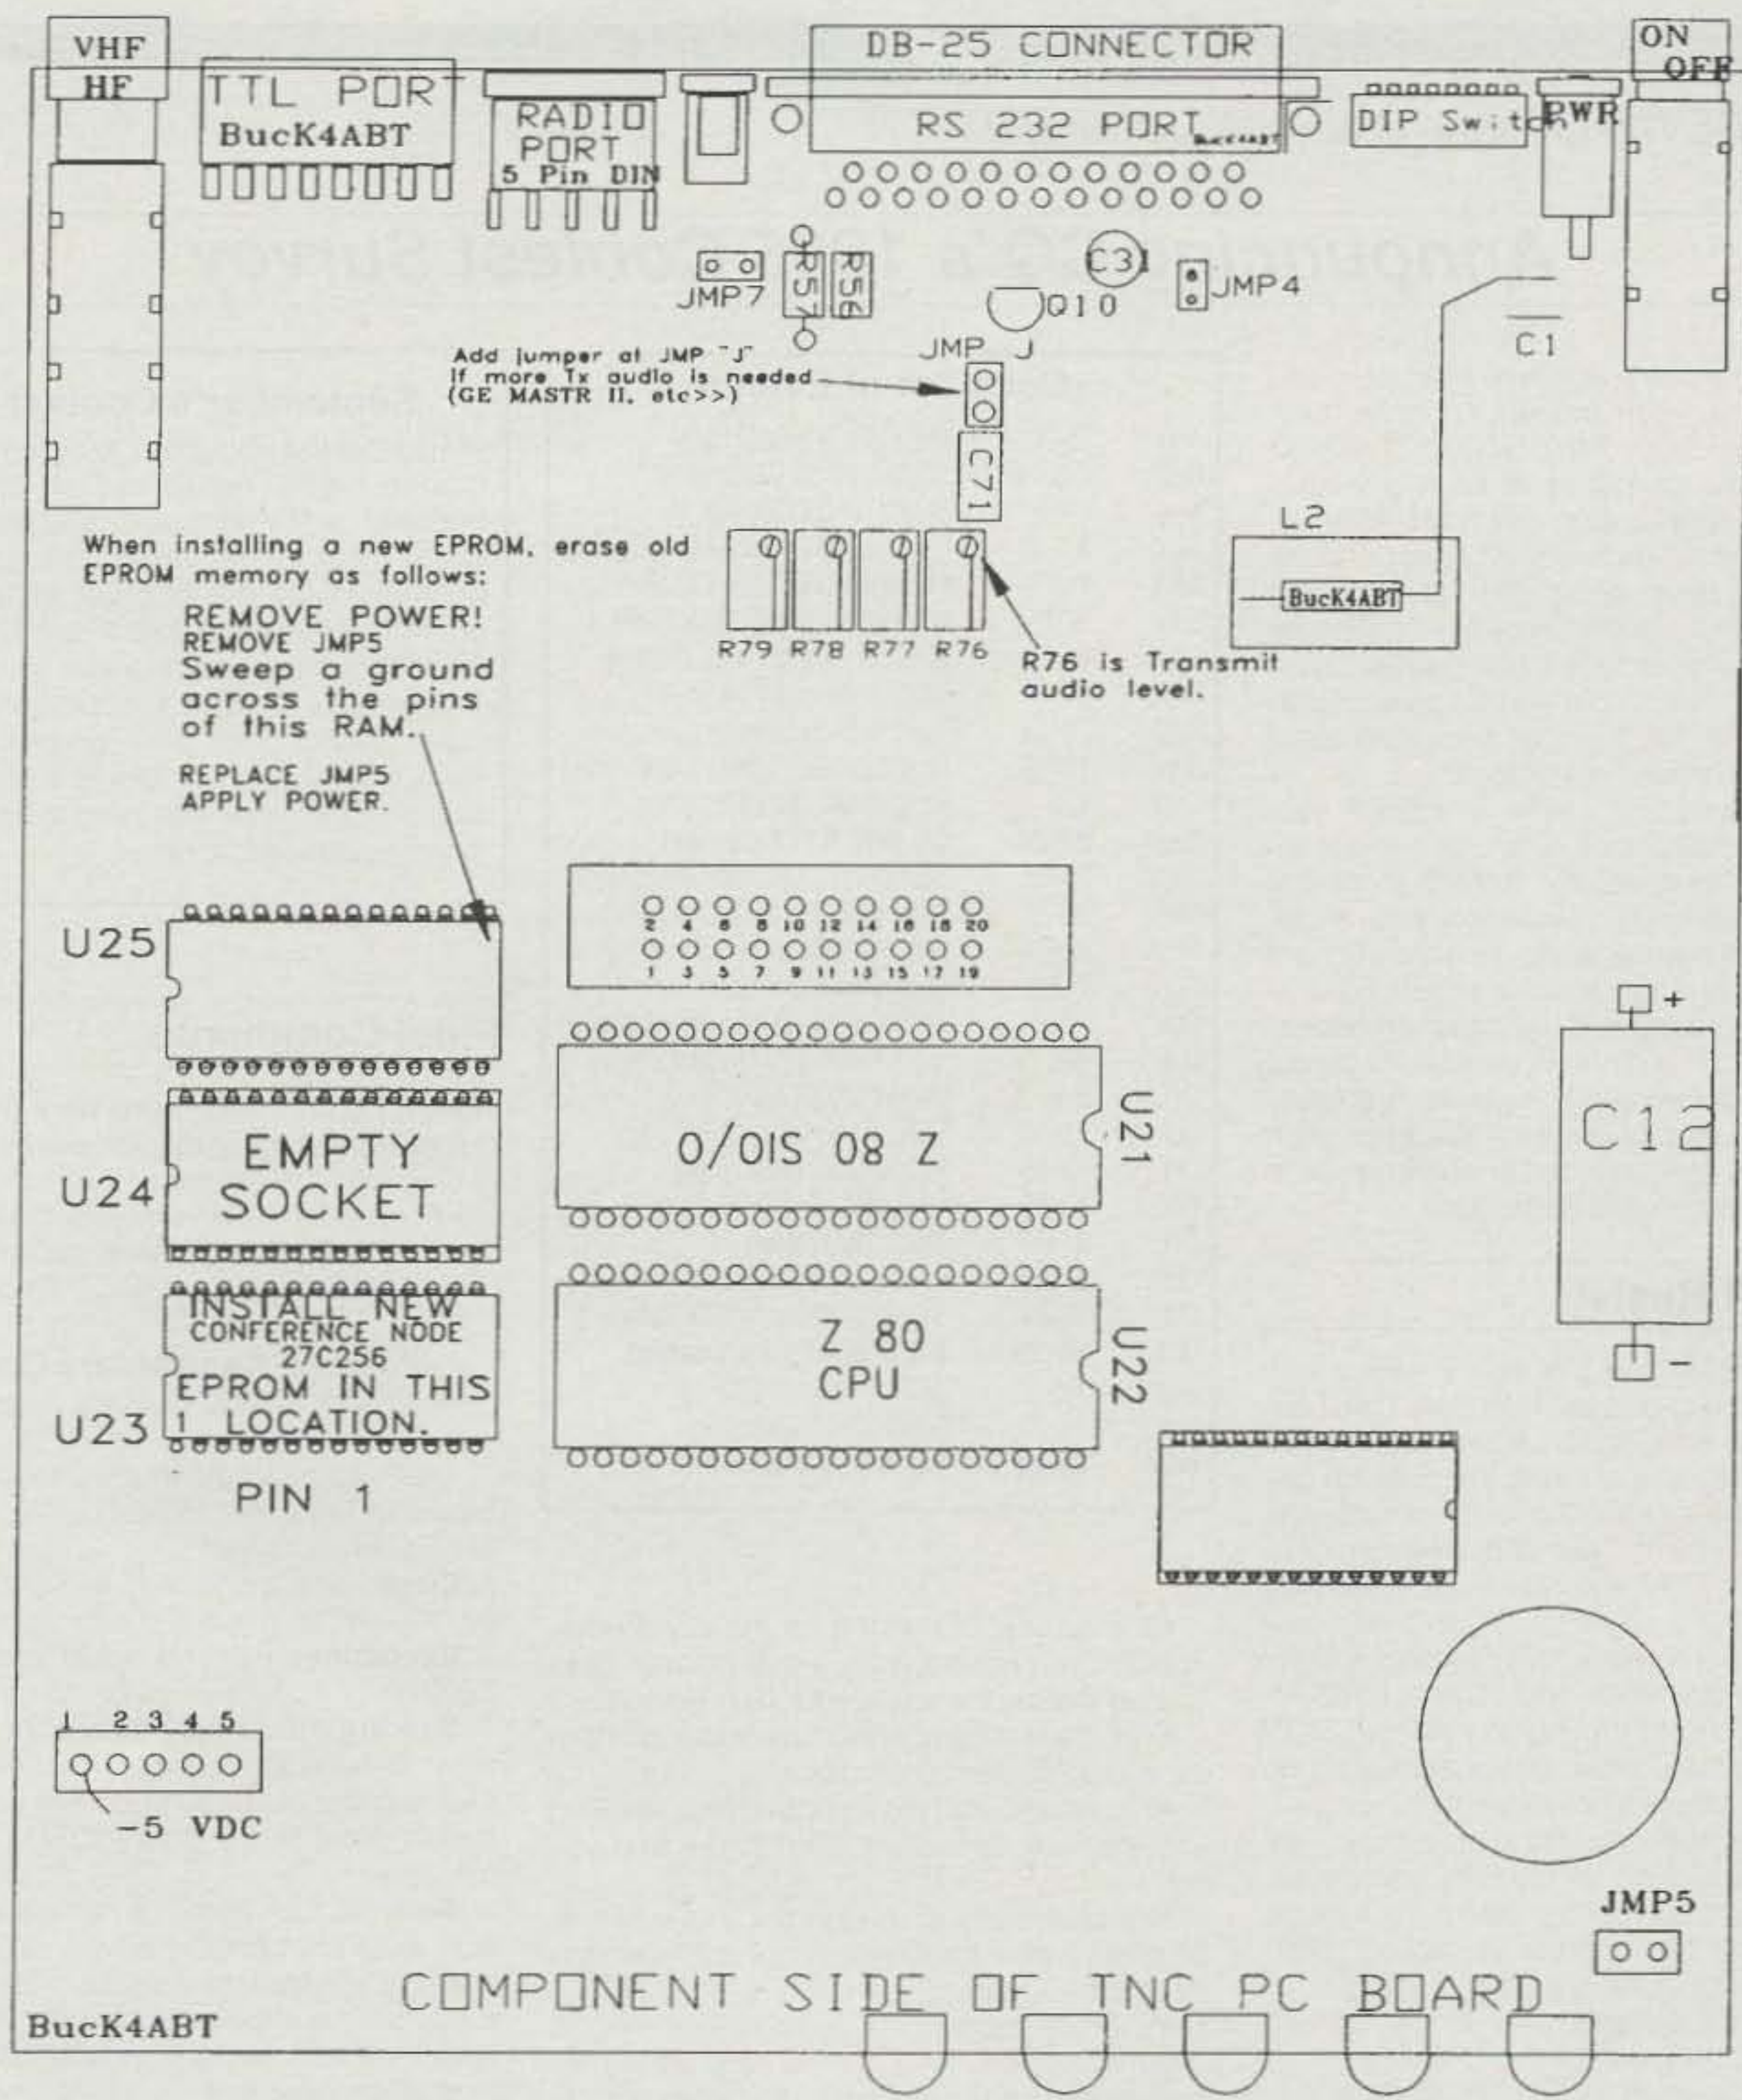 VHF
HF
TTL PORT
BucK4ABT
RADIO
PORT
5 Pin DIN
DB-25 CONNECTOR
RS 232 PORT
BucK4ABT
DIP Switch
PWR
ON
OFF
JMP7
R57
R56
C31
Q10
JMP4
C1
Add jumper at JMP "J"
If more Tx audio is needed
(GE MASTR II, etc>>)
JMP J
C71
L2
BucK4ABT
When installing a new EPROM, erase old
EPROM memory as follows:
REMOVE POWER!
REMOVE JMP5
Sweep a ground
across the pins
of this RAM.
REPLACE JMP5
APPLY POWER.
R79 R78 R77 R76
R76 is Transmit
audio level.
U25
2 4 6 8 10 12 14 16 18 20
1 3 5 7 9 11 13 15 17 19
+
C12
-
U24
EMPTY
SOCKET
Z 80 SIO/0
U21
U23
INSTALL NEW
CONFERENCE NODE
27C256
EPROM IN THIS
1 LOCATION.
PIN 1
Z 80
CPU
U22
1 2 3 4 5
-5 VDC
JMP5
COMPONENT SIDE OF TNC PC BOARD
BucK4ABT